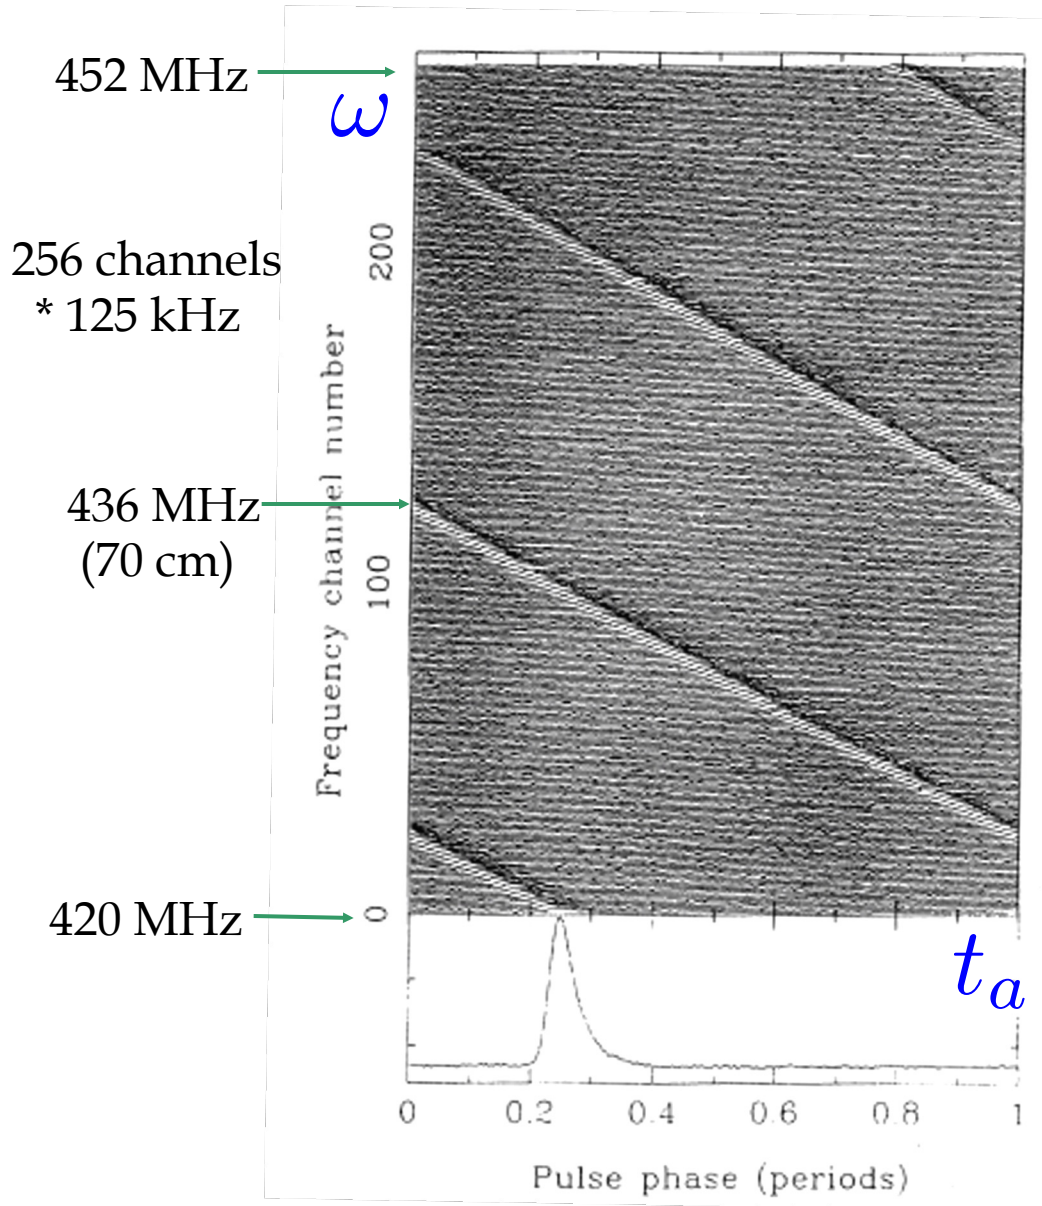 452 MHz
ω
256 channels
* 125 kHz
200
Frequency channel number
436 MHz
(70 cm)
100
420 MHz
0
t_a
0 0.2 0.4 0.6 0.8 1
Pulse phase (periods)